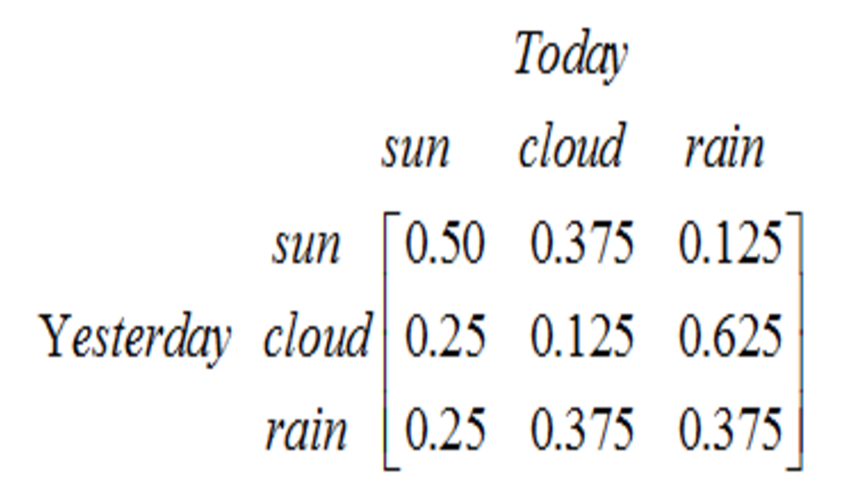 Today
sun cloud rain
sun 0.50 0.375 0.125
Yesterday cloud 0.25 0.125 0.625
rain 0.25 0.375 0.375